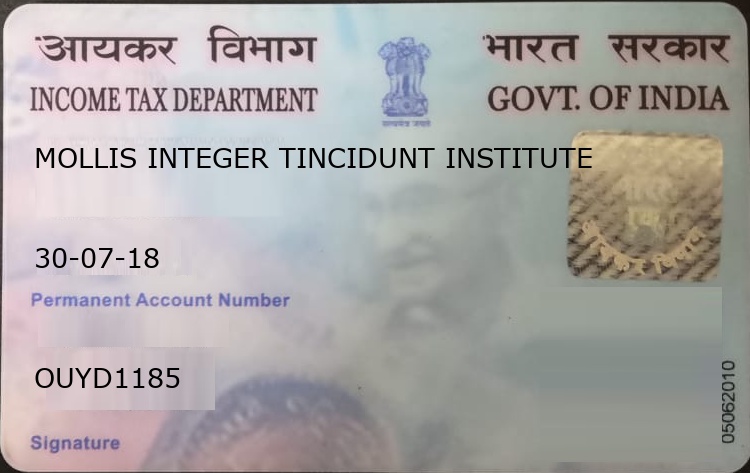 आयकर विभाग
भारत सरकार
INCOME TAX DEPARTMENT
GOVT. OF INDIA
MOLLIS INTEGER TINCIDUNT INSTITUTE
30-07-18
Permanent Account Number
OUYD1185
Signature
05062010